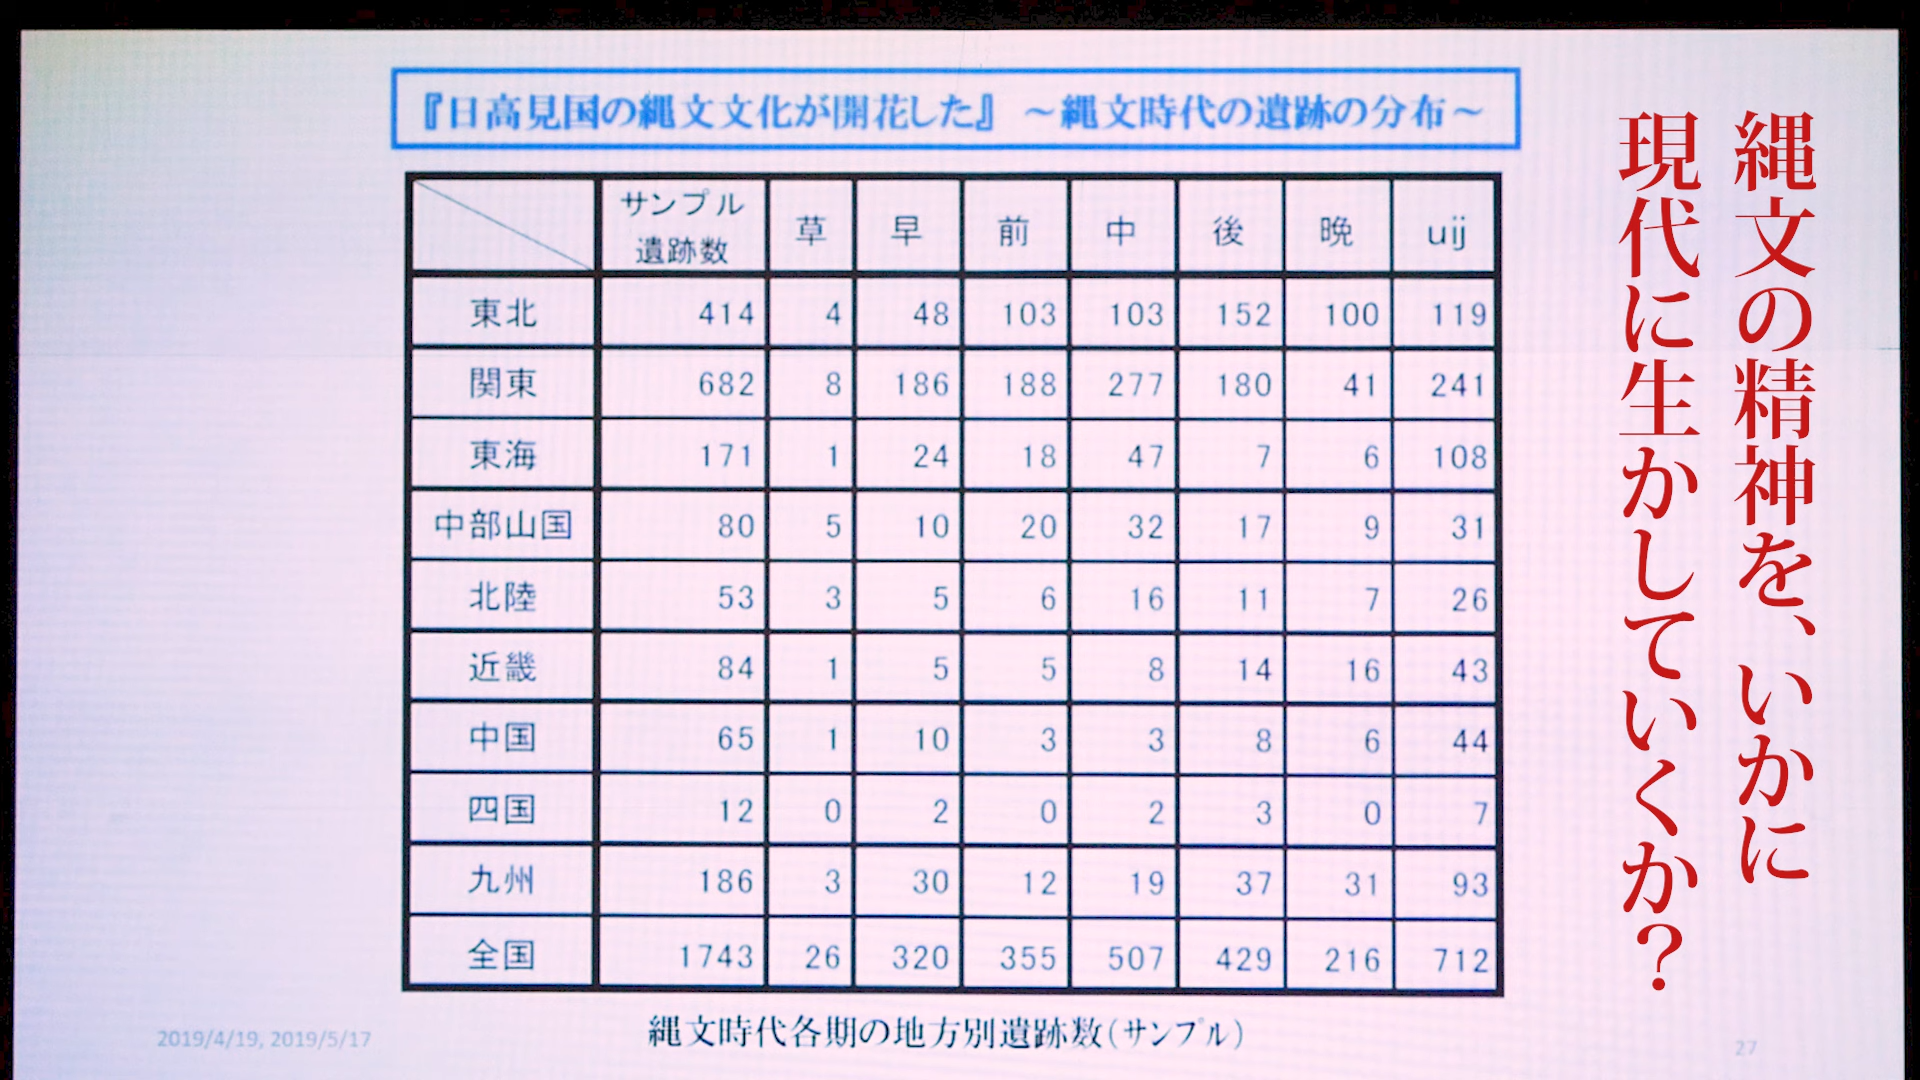 『日高見国の縄文文化が開花した』 ～縄文時代の遺跡の分布～
サンプル遺跡数 草 早 前 中 後 晩 uij
東北 414 4 48 103 103 152 100 119
関東 682 8 186 188 277 180 41 241
東海 171 1 24 18 47 7 6 108
中部山国 80 5 10 20 32 17 9 31
北陸 53 3 5 6 16 11 7 26
近畿 84 1 5 5 8 14 16 43
中国 65 1 10 3 3 8 6 44
四国 12 0 2 0 2 3 0 7
九州 186 3 30 12 19 37 31 93
全国 1743 26 320 355 507 429 216 712
縄文時代各期の地方別遺跡数(サンプル)
2019/4/19, 2019/5/17
27
縄文の精神を、いかに
現代に生かしていくか?